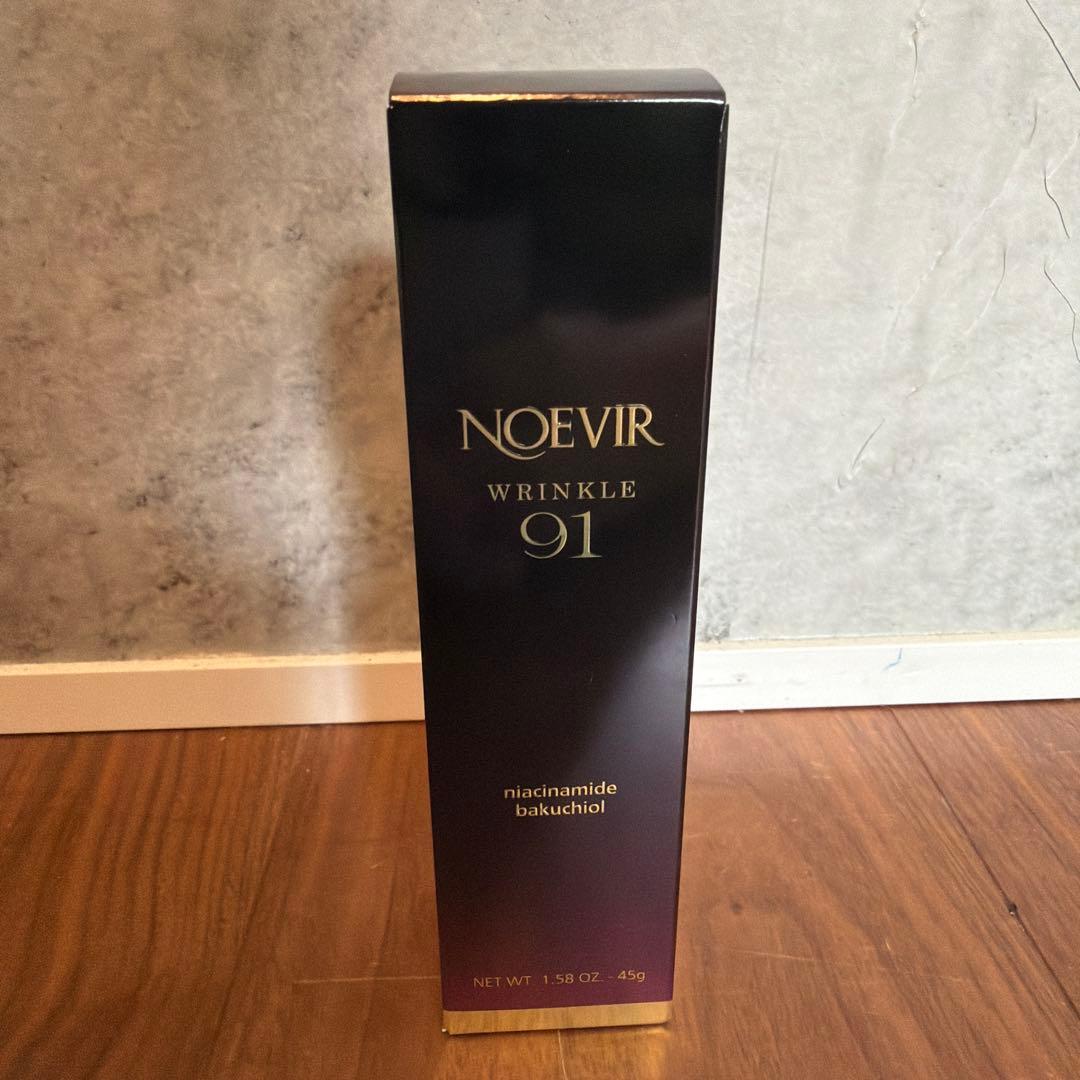 NOEVIR
WRINKLE
91
niacinamide
bakuchiol
NET WT. 1.58 OZ. - 45g